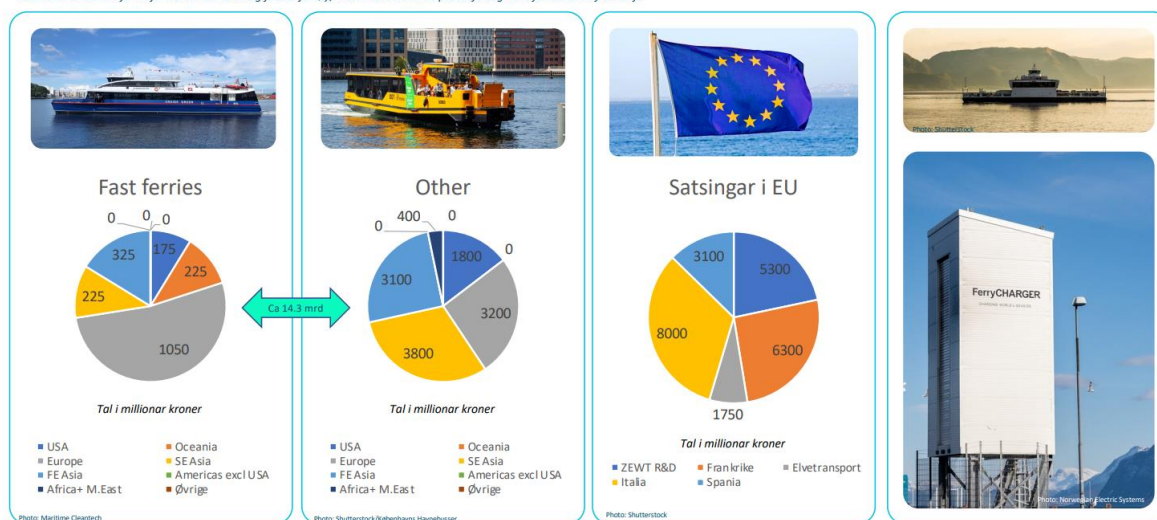 Fast ferries
0
0
0
175
225
1050
225
325
Tal i millionar kroner
USA
Oceania
Europe
SE Asia
FE Asia
Americas excl USA
Africa+ M.East
Øvrige
Photo: Maritime Cleantech
Ca 14.3 mrd
Other
0
400
0
0
1800
3200
3800
3100
Tal i millionar kroner
USA
Oceania
Europe
SE Asia
FE Asia
Americas excl USA
Africa+ M.East
Øvrige
Photo: Shutterstock/Københavns Havnebusser
Satsingar i EU
5300
6300
1750
8000
3100
Tal i millionar kroner
ZEWT R&D
Frankrike
Elvetransport
Italia
Spania
Photo: Shutterstock
Photo: Shutterstock
FerryCHARGER
Photo: Norwegian Electric Systems